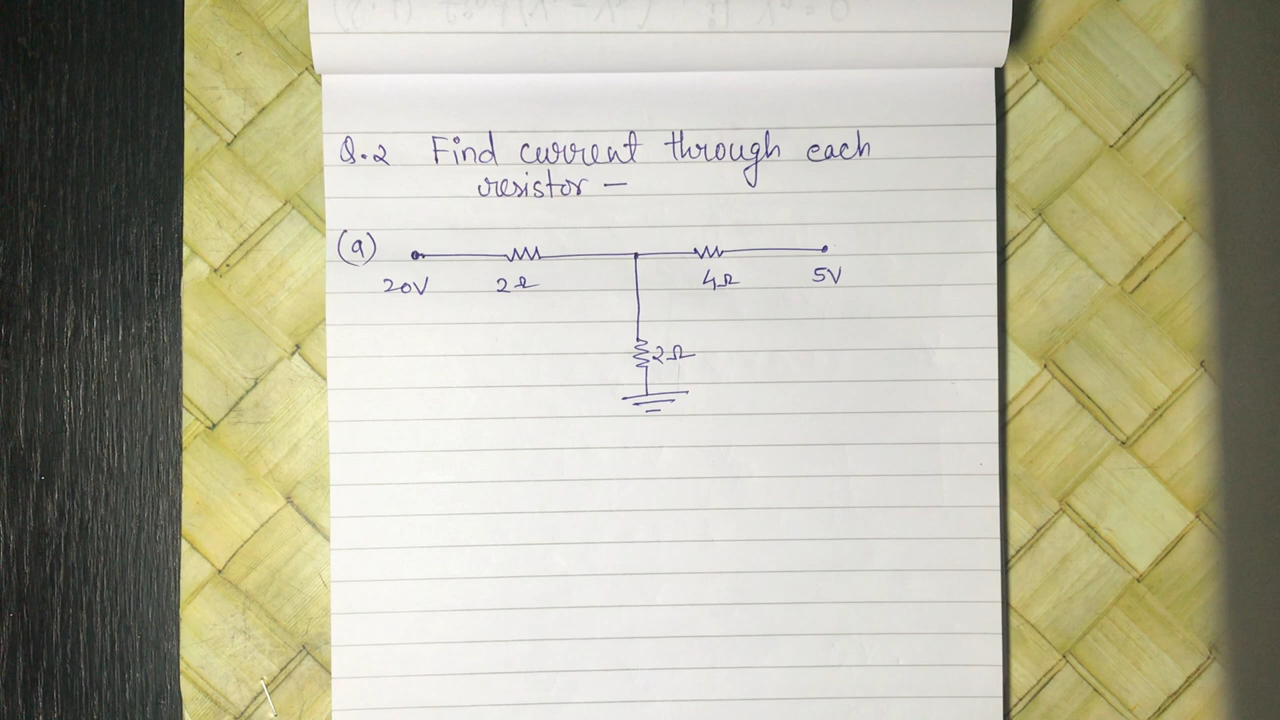 Q.2 Find current through each
resistor —
(a)
20V 2Ω 4Ω 5V
2Ω